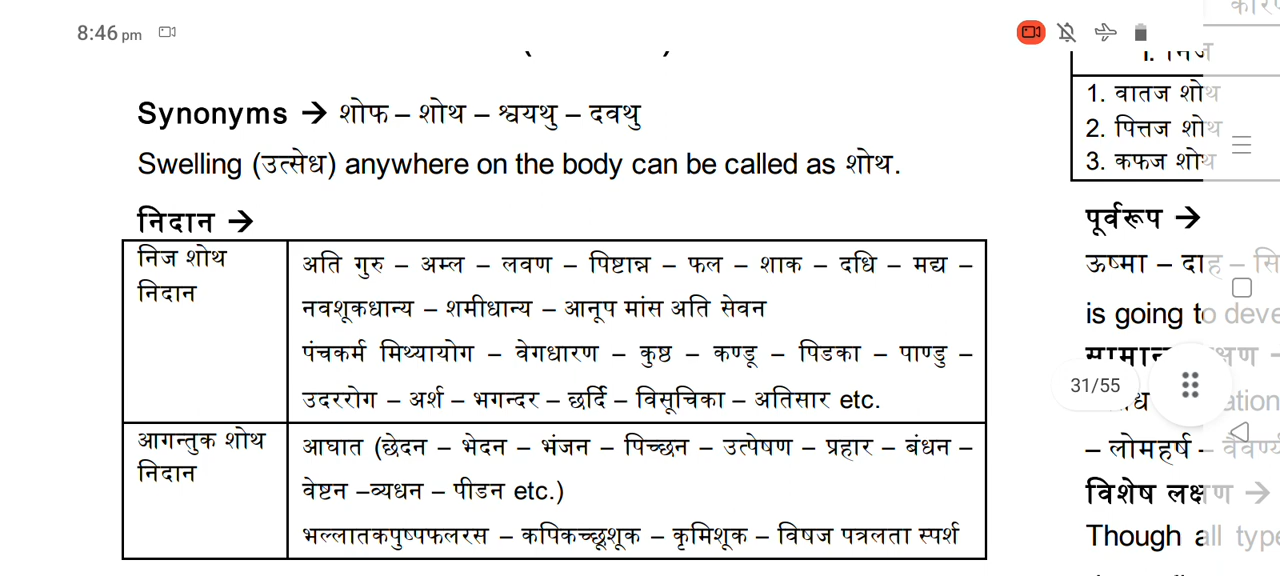 8:46 pm
Synonyms → शोफ – शोथ – श्वयथु – दवथु
Swelling (उत्सेध) anywhere on the body can be called as शोथ.
निदान →
निज शोथ
निदान
अति गुरु – अम्ल – लवण – पिष्टान्न – फल – शाक – दधि – मद्य –
नवशूकधान्य – शमीधान्य – आनूप मांस अति सेवन
पंचकर्म मिथ्यायोग – वेगधारण – कुष्ठ – कण्डू – पिडका – पाण्डु –
उदररोग – अर्श – भगन्दर – छर्दि – विसूचिका – अतिसार etc.
आगन्तुक शोथ
निदान
आघात (छेदन – भेदन – भंजन – पिच्छन – उत्पेषण – प्रहार – बंधन –
वेष्टन –व्यधन – पीडन etc.)
भल्लातकपुष्पफलरस – कपिकच्छूशूक – कृमिशूक – विषज पत्रलता स्पर्श
1. वातज शोथ
2. पित्तज शोथ
3. कफज शोथ
पूर्वरूप →
ऊष्मा – दाह –
is going to
31/55
– लोमहर्ष –
विशेष लक्षण →
Though all